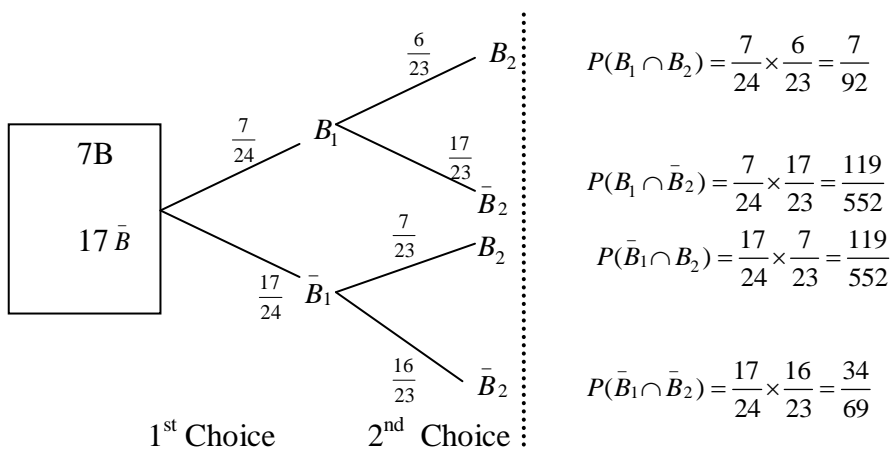 7B
17 B̄
7/24
17/24
B₁
B̄₁
6/23
17/23
7/23
16/23
B₂
B̄₂
B₂
B̄₂
1ˢᵗ Choice
2ⁿᵈ Choice
P(B₁ ∩ B₂) = 7/24 × 6/23 = 7/92
P(B₁ ∩ B̄₂) = 7/24 × 17/23 = 119/552
P(B̄₁ ∩ B₂) = 17/24 × 7/23 = 119/552
P(B̄₁ ∩ B̄₂) = 17/24 × 16/23 = 34/69